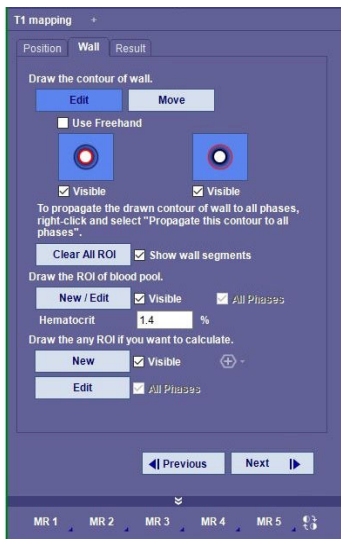 T1 mapping +
Position Wall Result
Draw the contour of wall.
Edit Move
Use Freehand
Visible Visible
To propagate the drawn contour of wall to all phases,
right-click and select "Propagate this contour to all
phases".
Clear All ROI Show wall segments
Draw the ROI of blood pool.
New / Edit Visible All Phases
Hematocrit 1.4 %
Draw the any ROI if you want to calculate.
New Visible
Edit All Phases
Previous Next
MR 1 MR 2 MR 3 MR 4 MR 5